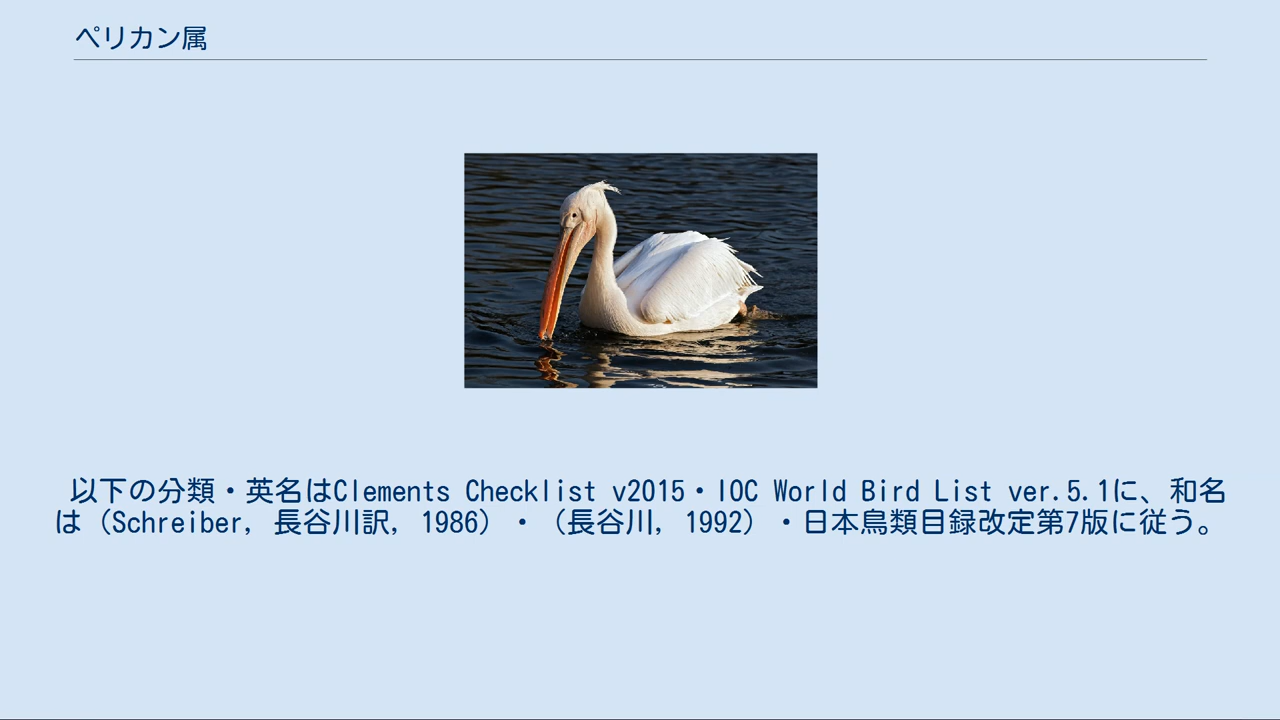 ペリカン属
以下の分類・英名はClements Checklist v2015・IOC World Bird List ver.5.1に、和名
は（Schreiber, 長谷川訳, 1986）・（長谷川, 1992）・日本鳥類目録改定第7版に従う。